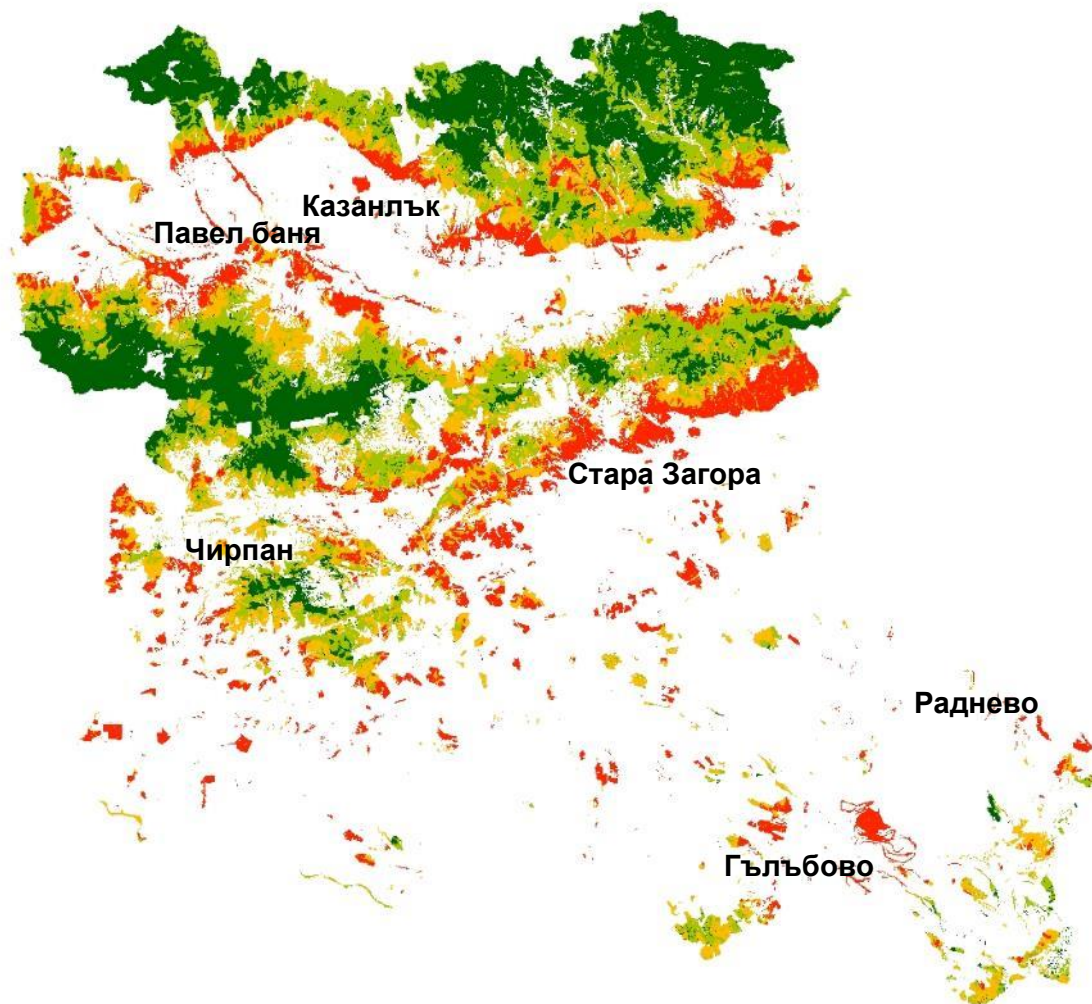 Казанлък
Павел баня
Стара Загора
Чирпан
Раднево
Гълъбово